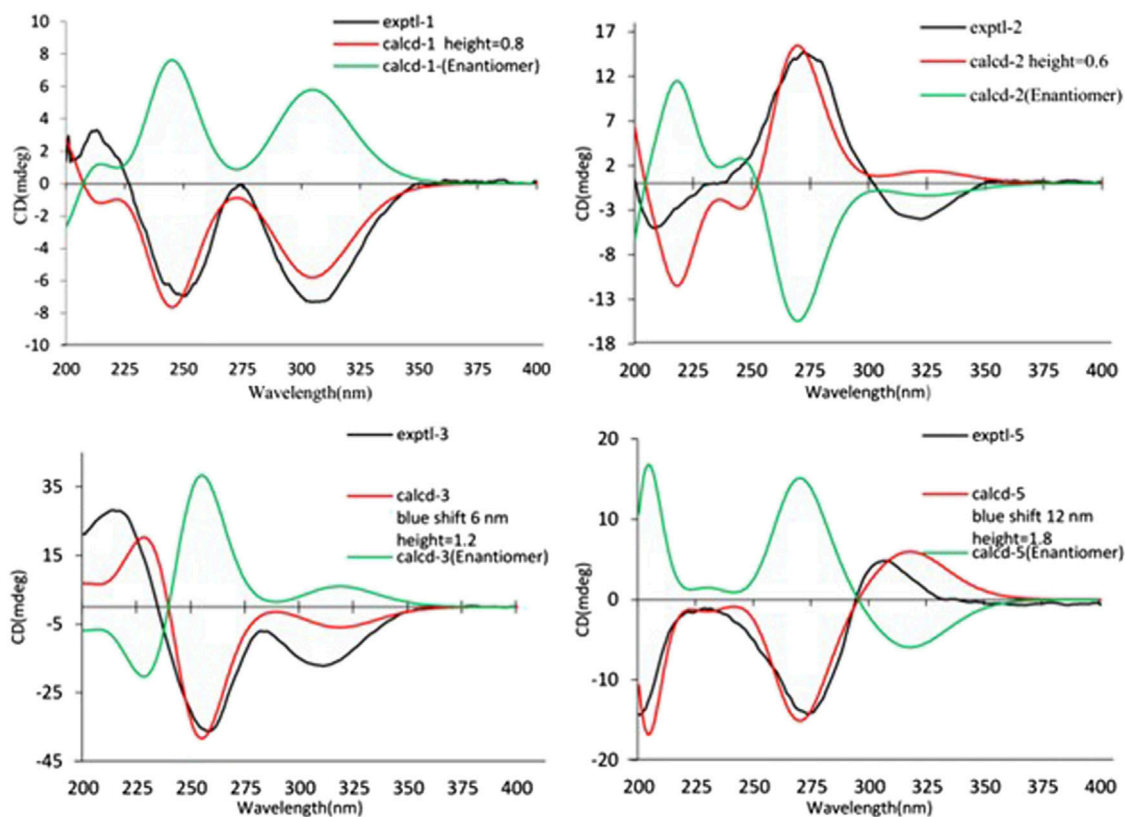 exptl-1
calcd-1 height=0.8
calcd-1-(Enantiomer)
10
8
6
4
2
0
-2
-4
-6
-8
-10
CD(mdeg)
200 225 250 275 300 325 350 375 400
Wavelength(nm)
exptl-2
calcd-2 height=0.6
calcd-2(Enantiomer)
17
12
7
2
-3
-8
-13
-18
CD(mdeg)
200 225 250 275 300 325 350 375 400
Wavelength(nm)
exptl-3
calcd-3
blue shift 6 nm
height=1.2
calcd-3(Enantiomer)
35
15
-5
-25
-45
CD(mdeg)
200 225 250 275 300 325 350 375 400
Wavelength(nm)
exptl-5
calcd-5
blue shift 12 nm
height=1.8
calcd-5(Enantiomer)
20
10
0
-10
-20
CD(mdeg)
200 225 250 275 300 325 350 375 400
Wavelength(nm)